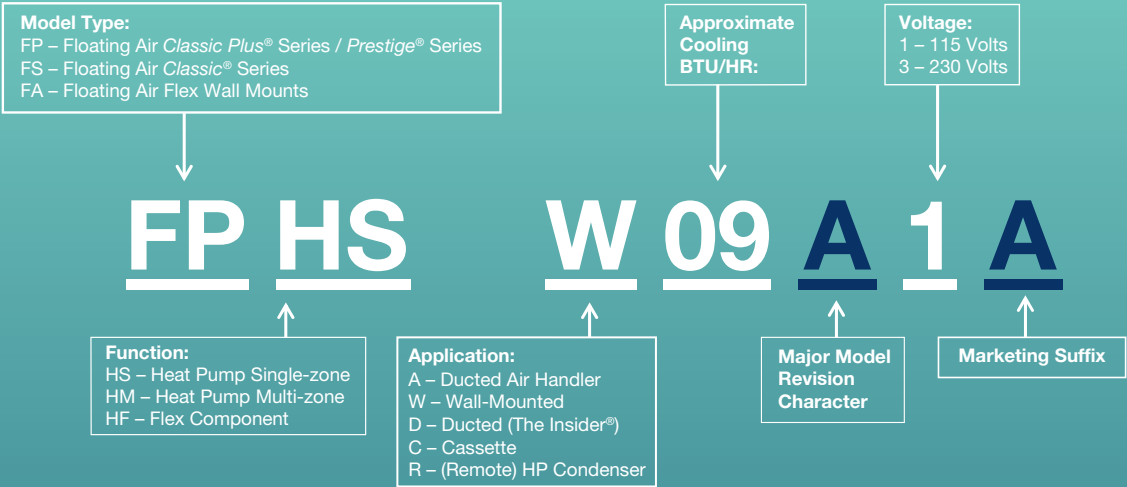 Model Type:
FP – Floating Air Classic Plus® Series / Prestige® Series
FS – Floating Air Classic® Series
FA – Floating Air Flex Wall Mounts
Approximate
Cooling
BTU/HR:
Voltage:
1 – 115 Volts
3 – 230 Volts
FP HS W 09 A 1 A
Function:
HS – Heat Pump Single-zone
HM – Heat Pump Multi-zone
HF – Flex Component
Application:
A – Ducted Air Handler
W – Wall-Mounted
D – Ducted (The Insider®)
C – Cassette
R – (Remote) HP Condenser
Major Model
Revision
Character
Marketing Suffix